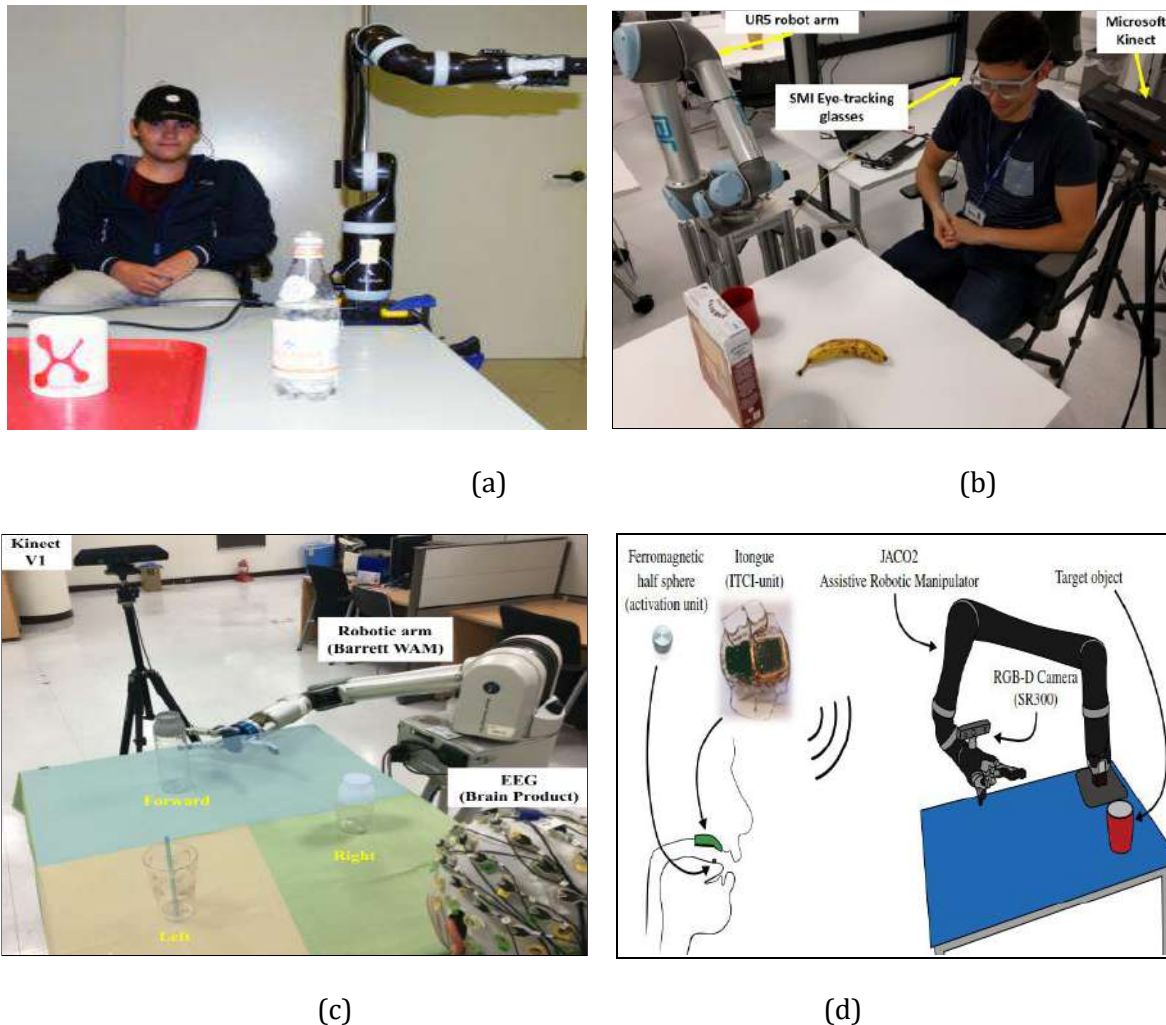 UR5 robot arm
Microsoft
Kinect
SMI Eye-tracking
glasses
(a)
(b)
Kinect
V1
Robotic arm
(Barrett WAM)
EEG
(Brain Product)
Forward
Right
Left
Ferromagnetic
half sphere
(activation unit)
Itongue
(ITCI-unit)
JACO2
Assistive Robotic Manipulator
Target object
RGB-D Camera
(SR300)
(c)
(d)